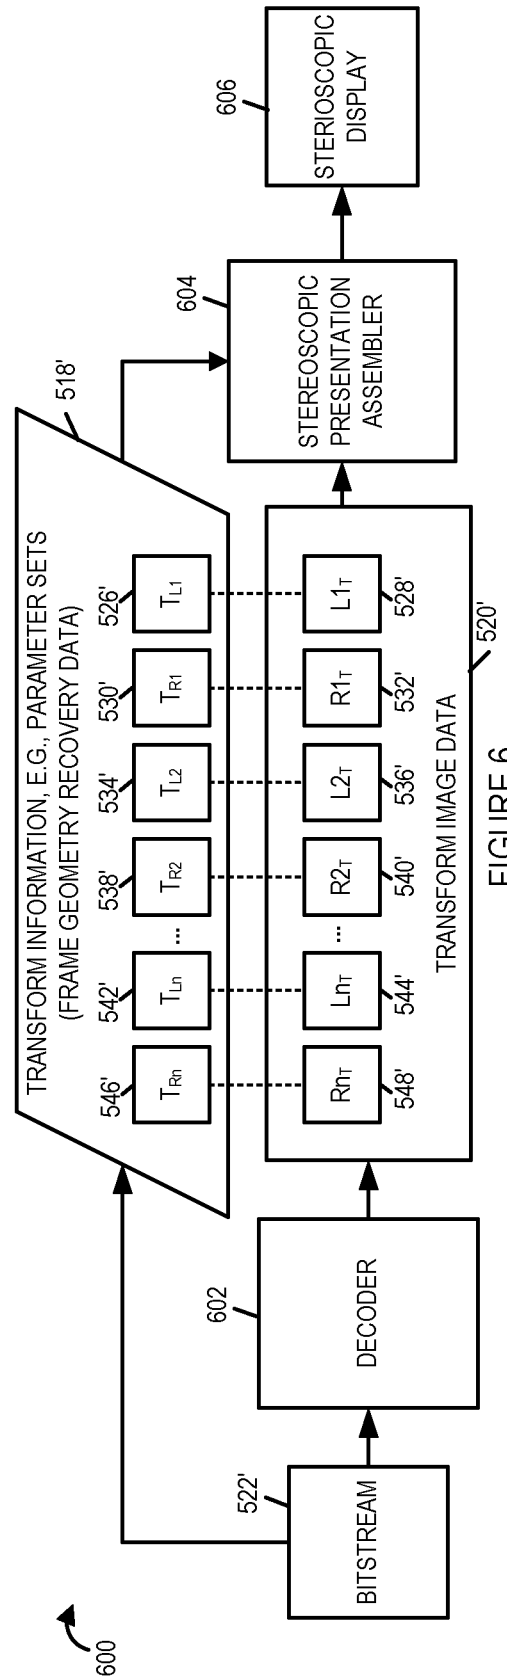 600
522'
BITSTREAM
602
DECODER
TRANSFORM INFORMATION, E.G., PARAMETER SETS
(FRAME GEOMETRY RECOVERY DATA)
518'
546'
542'
538'
534'
530'
526'
TRn
TLn
...
TR2
TL2
TR1
TL1
RnT
LnT
...
R2T
L2T
R1T
L1T
548'
544'
540'
536'
532'
528'
TRANSFORM IMAGE DATA
520'
604
STEREOSCOPIC
PRESENTATION
ASSEMBLER
606
STERIOSCOPIC
DISPLAY
FIGURE 6